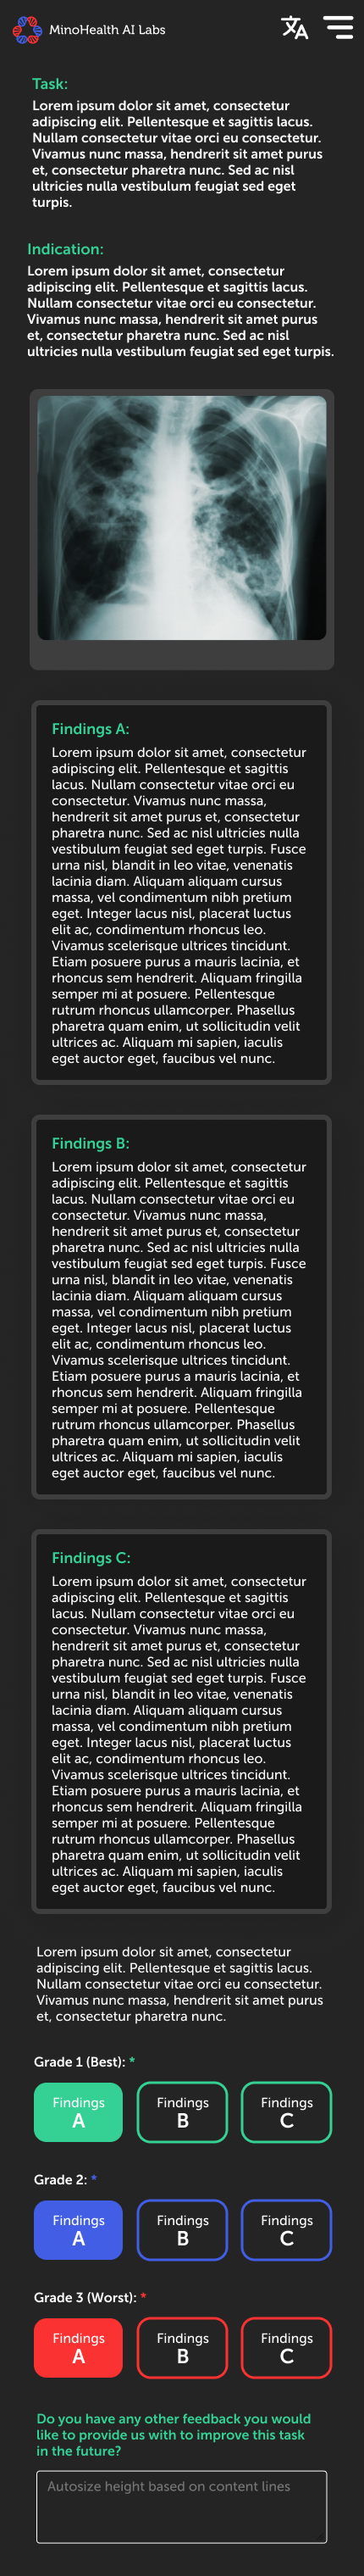 MinoHealth AI Labs
Task:
Lorem ipsum dolor sit amet, consectetur
adipiscing elit. Pellentesque et sagittis lacus.
Nullam consectetur vitae orci eu consectetur.
Vivamus nunc massa, hendrerit sit amet purus
et, consectetur pharetra nunc. Sed ac nisl
ultricies nulla vestibulum feugiat sed eget
turpis.
Indication:
Lorem ipsum dolor sit amet, consectetur
adipiscing elit. Pellentesque et sagittis lacus.
Nullam consectetur vitae orci eu consectetur.
Vivamus nunc massa, hendrerit sit amet purus
et, consectetur pharetra nunc. Sed ac nisl
ultricies nulla vestibulum feugiat sed eget turpis.
Findings A:
Lorem ipsum dolor sit amet, consectetur
adipiscing elit. Pellentesque et sagittis
lacus. Nullam consectetur vitae orci eu
consectetur. Vivamus nunc massa,
hendrerit sit amet purus et, consectetur
pharetra nunc. Sed ac nisl ultricies nulla
vestibulum feugiat sed eget turpis. Fusce
urna nisl, blandit in leo vitae, venenatis
lacinia diam. Aliquam aliquam cursus
massa, vel condimentum nibh pretium
eget. Integer lacus nisl, placerat luctus
elit ac, condimentum rhoncus leo.
Vivamus scelerisque ultrices tincidunt.
Etiam posuere purus a mauris lacinia, et
rhoncus sem hendrerit. Aliquam fringilla
semper mi at posuere. Pellentesque
rutrum rhoncus ullamcorper. Phasellus
pharetra quam enim, ut sollicitudin velit
ultrices ac. Aliquam mi sapien, iaculis
eget auctor eget, faucibus vel nunc.
Findings B:
Lorem ipsum dolor sit amet, consectetur
adipiscing elit. Pellentesque et sagittis
lacus. Nullam consectetur vitae orci eu
consectetur. Vivamus nunc massa,
hendrerit sit amet purus et, consectetur
pharetra nunc. Sed ac nisl ultricies nulla
vestibulum feugiat sed eget turpis. Fusce
urna nisl, blandit in leo vitae, venenatis
lacinia diam. Aliquam aliquam cursus
massa, vel condimentum nibh pretium
eget. Integer lacus nisl, placerat luctus
elit ac, condimentum rhoncus leo.
Vivamus scelerisque ultrices tincidunt.
Etiam posuere purus a mauris lacinia, et
rhoncus sem hendrerit. Aliquam fringilla
semper mi at posuere. Pellentesque
rutrum rhoncus ullamcorper. Phasellus
pharetra quam enim, ut sollicitudin velit
ultrices ac. Aliquam mi sapien, iaculis
eget auctor eget, faucibus vel nunc.
Findings C:
Lorem ipsum dolor sit amet, consectetur
adipiscing elit. Pellentesque et sagittis
lacus. Nullam consectetur vitae orci eu
consectetur. Vivamus nunc massa,
hendrerit sit amet purus et, consectetur
pharetra nunc. Sed ac nisl ultricies nulla
vestibulum feugiat sed eget turpis. Fusce
urna nisl, blandit in leo vitae, venenatis
lacinia diam. Aliquam aliquam cursus
massa, vel condimentum nibh pretium
eget. Integer lacus nisl, placerat luctus
elit ac, condimentum rhoncus leo.
Vivamus scelerisque ultrices tincidunt.
Etiam posuere purus a mauris lacinia, et
rhoncus sem hendrerit. Aliquam fringilla
semper mi at posuere. Pellentesque
rutrum rhoncus ullamcorper. Phasellus
pharetra quam enim, ut sollicitudin velit
ultrices ac. Aliquam mi sapien, iaculis
eget auctor eget, faucibus vel nunc.
Lorem ipsum dolor sit amet, consectetur
adipiscing elit. Pellentesque et sagittis lacus.
Nullam consectetur vitae orci eu consectetur.
Vivamus nunc massa, hendrerit sit amet purus
et, consectetur pharetra nunc.
Grade 1 (Best): *
Findings Findings Findings
A B C
Grade 2: *
Findings Findings Findings
A B C
Grade 3 (Worst): *
Findings Findings Findings
A B C
Do you have any other feedback you would
like to provide us with to improve this task
in the future?
Autosize height based on content lines